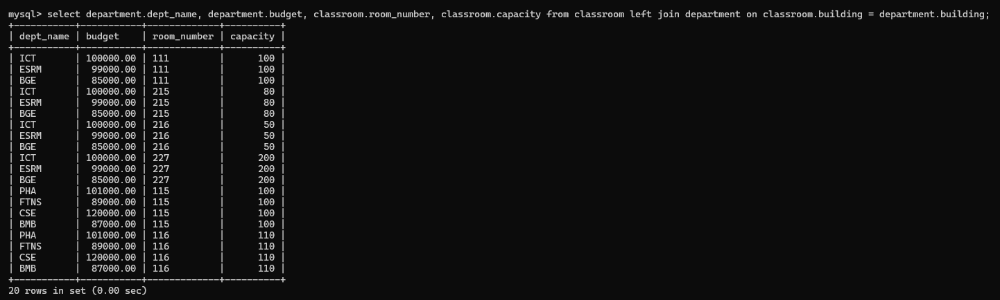 mysql> select department.dept_name, department.budget, classroom.room_number, classroom.capacity from classroom left join department on classroom.building = department.building;
+-----------+-----------+-------------+----------+
| dept_name | budget    | room_number | capacity |
+-----------+-----------+-------------+----------+
| ICT       | 100000.00 | 111         |      100 |
| ESRM      |  99000.00 | 111         |      100 |
| BGE       |  85000.00 | 111         |      100 |
| ICT       | 100000.00 | 215         |       80 |
| ESRM      |  99000.00 | 215         |       80 |
| BGE       |  85000.00 | 215         |       80 |
| ICT       | 100000.00 | 216         |       50 |
| ESRM      |  99000.00 | 216         |       50 |
| BGE       |  85000.00 | 216         |       50 |
| ICT       | 100000.00 | 227         |      200 |
| ESRM      |  99000.00 | 227         |      200 |
| BGE       |  85000.00 | 227         |      200 |
| PHA       | 101000.00 | 115         |      100 |
| FTNS      |  89000.00 | 115         |      100 |
| CSE       | 120000.00 | 115         |      100 |
| BMB       |  87000.00 | 115         |      100 |
| PHA       | 101000.00 | 116         |      110 |
| FTNS      |  89000.00 | 116         |      110 |
| CSE       | 120000.00 | 116         |      110 |
| BMB       |  87000.00 | 116         |      110 |
+-----------+-----------+-------------+----------+
20 rows in set (0.00 sec)